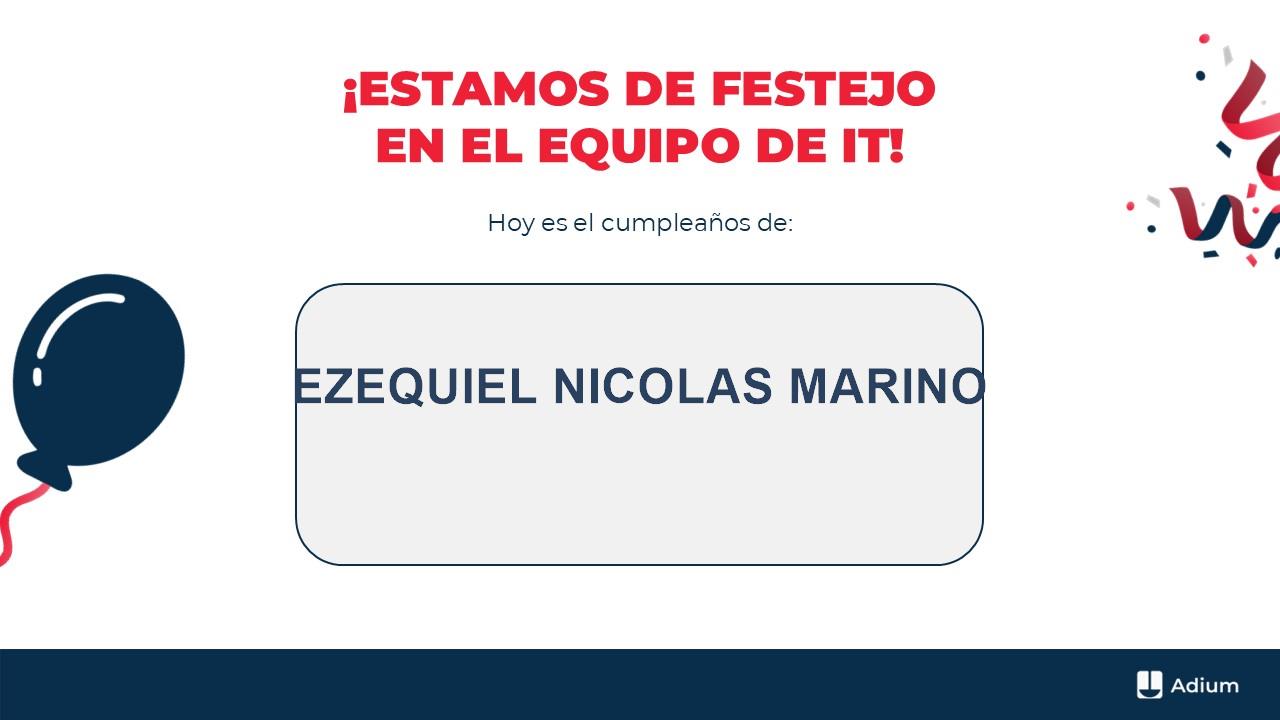 ¡ESTAMOS DE FESTEJO
EN EL EQUIPO DE IT!
Hoy es el cumpleaños de:
EZEQUIEL NICOLAS MARINO
Adium